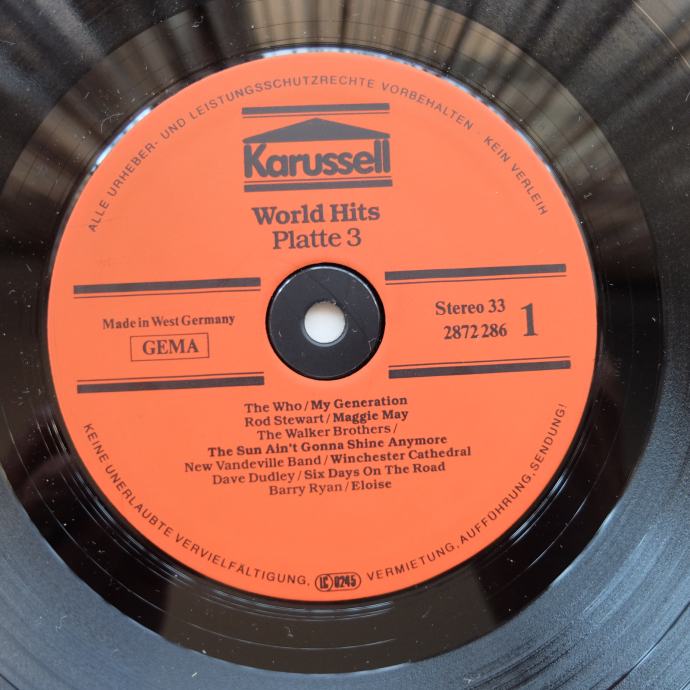 ALLE URHEBER- UND LEISTUNGSSCHUTZRECHTE VORBEHALTEN · KEIN VERLEIH
Karussell
World Hits
Platte 3
Made in West Germany
GEMA
Stereo 33
2872 286
1
The Who/My Generation
Rod Stewart/Maggie May
The Walker Brothers/
The Sun Ain't Gonna Shine Anymore
New Vandeville Band/Winchester Cathedral
Dave Dudley/Six Days On The Road
Barry Ryan/Eloise
KEINE UNERLAUBTE VERVIELFÄLTIGUNG, LC 0245 VERMIETUNG, AUFFÜHRUNG, SENDUNG!